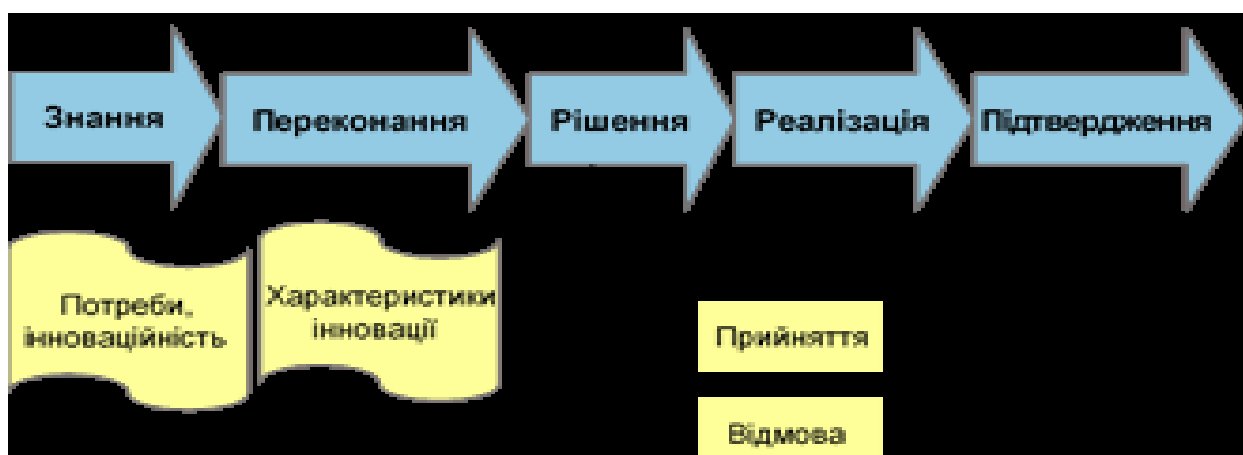 Знання
Переконання
Рішення
Реалізація
Підтвердження
Потреби,
інноваційність
Характеристики
інновації
Прийняття
Відмова